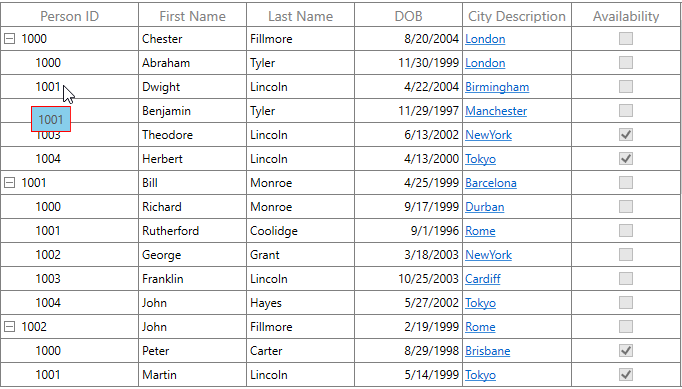 Person ID First Name Last Name DOB City Description Availability
1000 Chester Fillmore 8/20/2004 London
1000 Abraham Tyler 11/30/1999 London
1001 Dwight Lincoln 4/22/2004 Birmingham
Benjamin Tyler 11/29/1997 Manchester
1001
1003 Theodore Lincoln 6/13/2002 NewYork
1004 Herbert Lincoln 4/13/2000 Tokyo
1001 Bill Monroe 4/25/1999 Barcelona
1000 Richard Monroe 9/17/1999 Durban
1001 Rutherford Coolidge 9/1/1996 Rome
1002 George Grant 3/18/2003 NewYork
1003 Franklin Lincoln 10/25/2003 Cardiff
1004 John Hayes 5/27/2002 Tokyo
1002 John Fillmore 2/19/1999 Rome
1000 Peter Carter 8/29/1998 Brisbane
1001 Martin Lincoln 5/14/1999 Tokyo